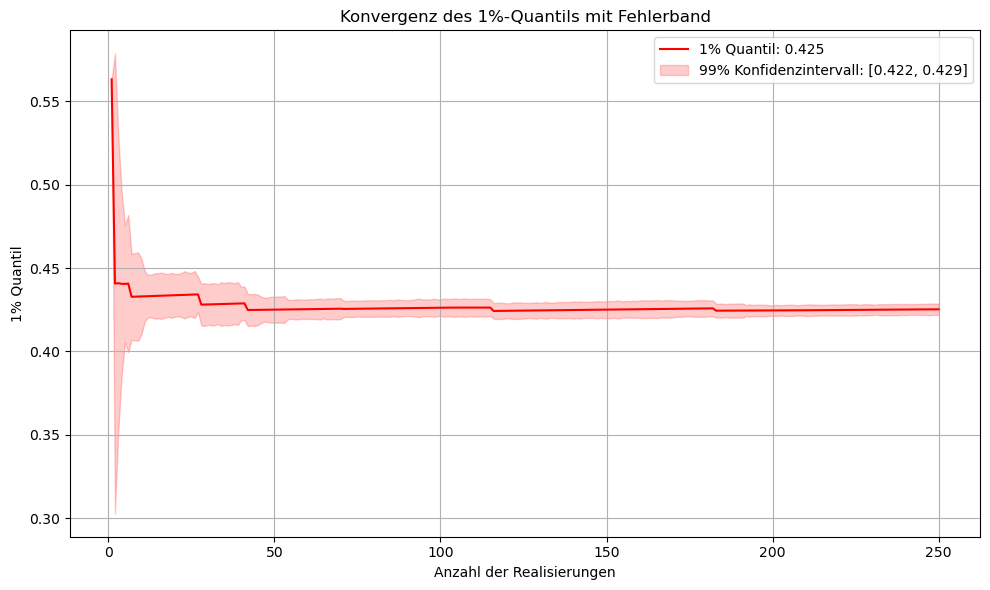 Konvergenz des 1%-Quantils mit Fehlerband
1% Quantil: 0.425
99% Konfidenzintervall: [0.422, 0.429]
1% Quantil
0.55
0.50
0.45
0.40
0.35
0.30
0
50
100
150
200
250
Anzahl der Realisierungen